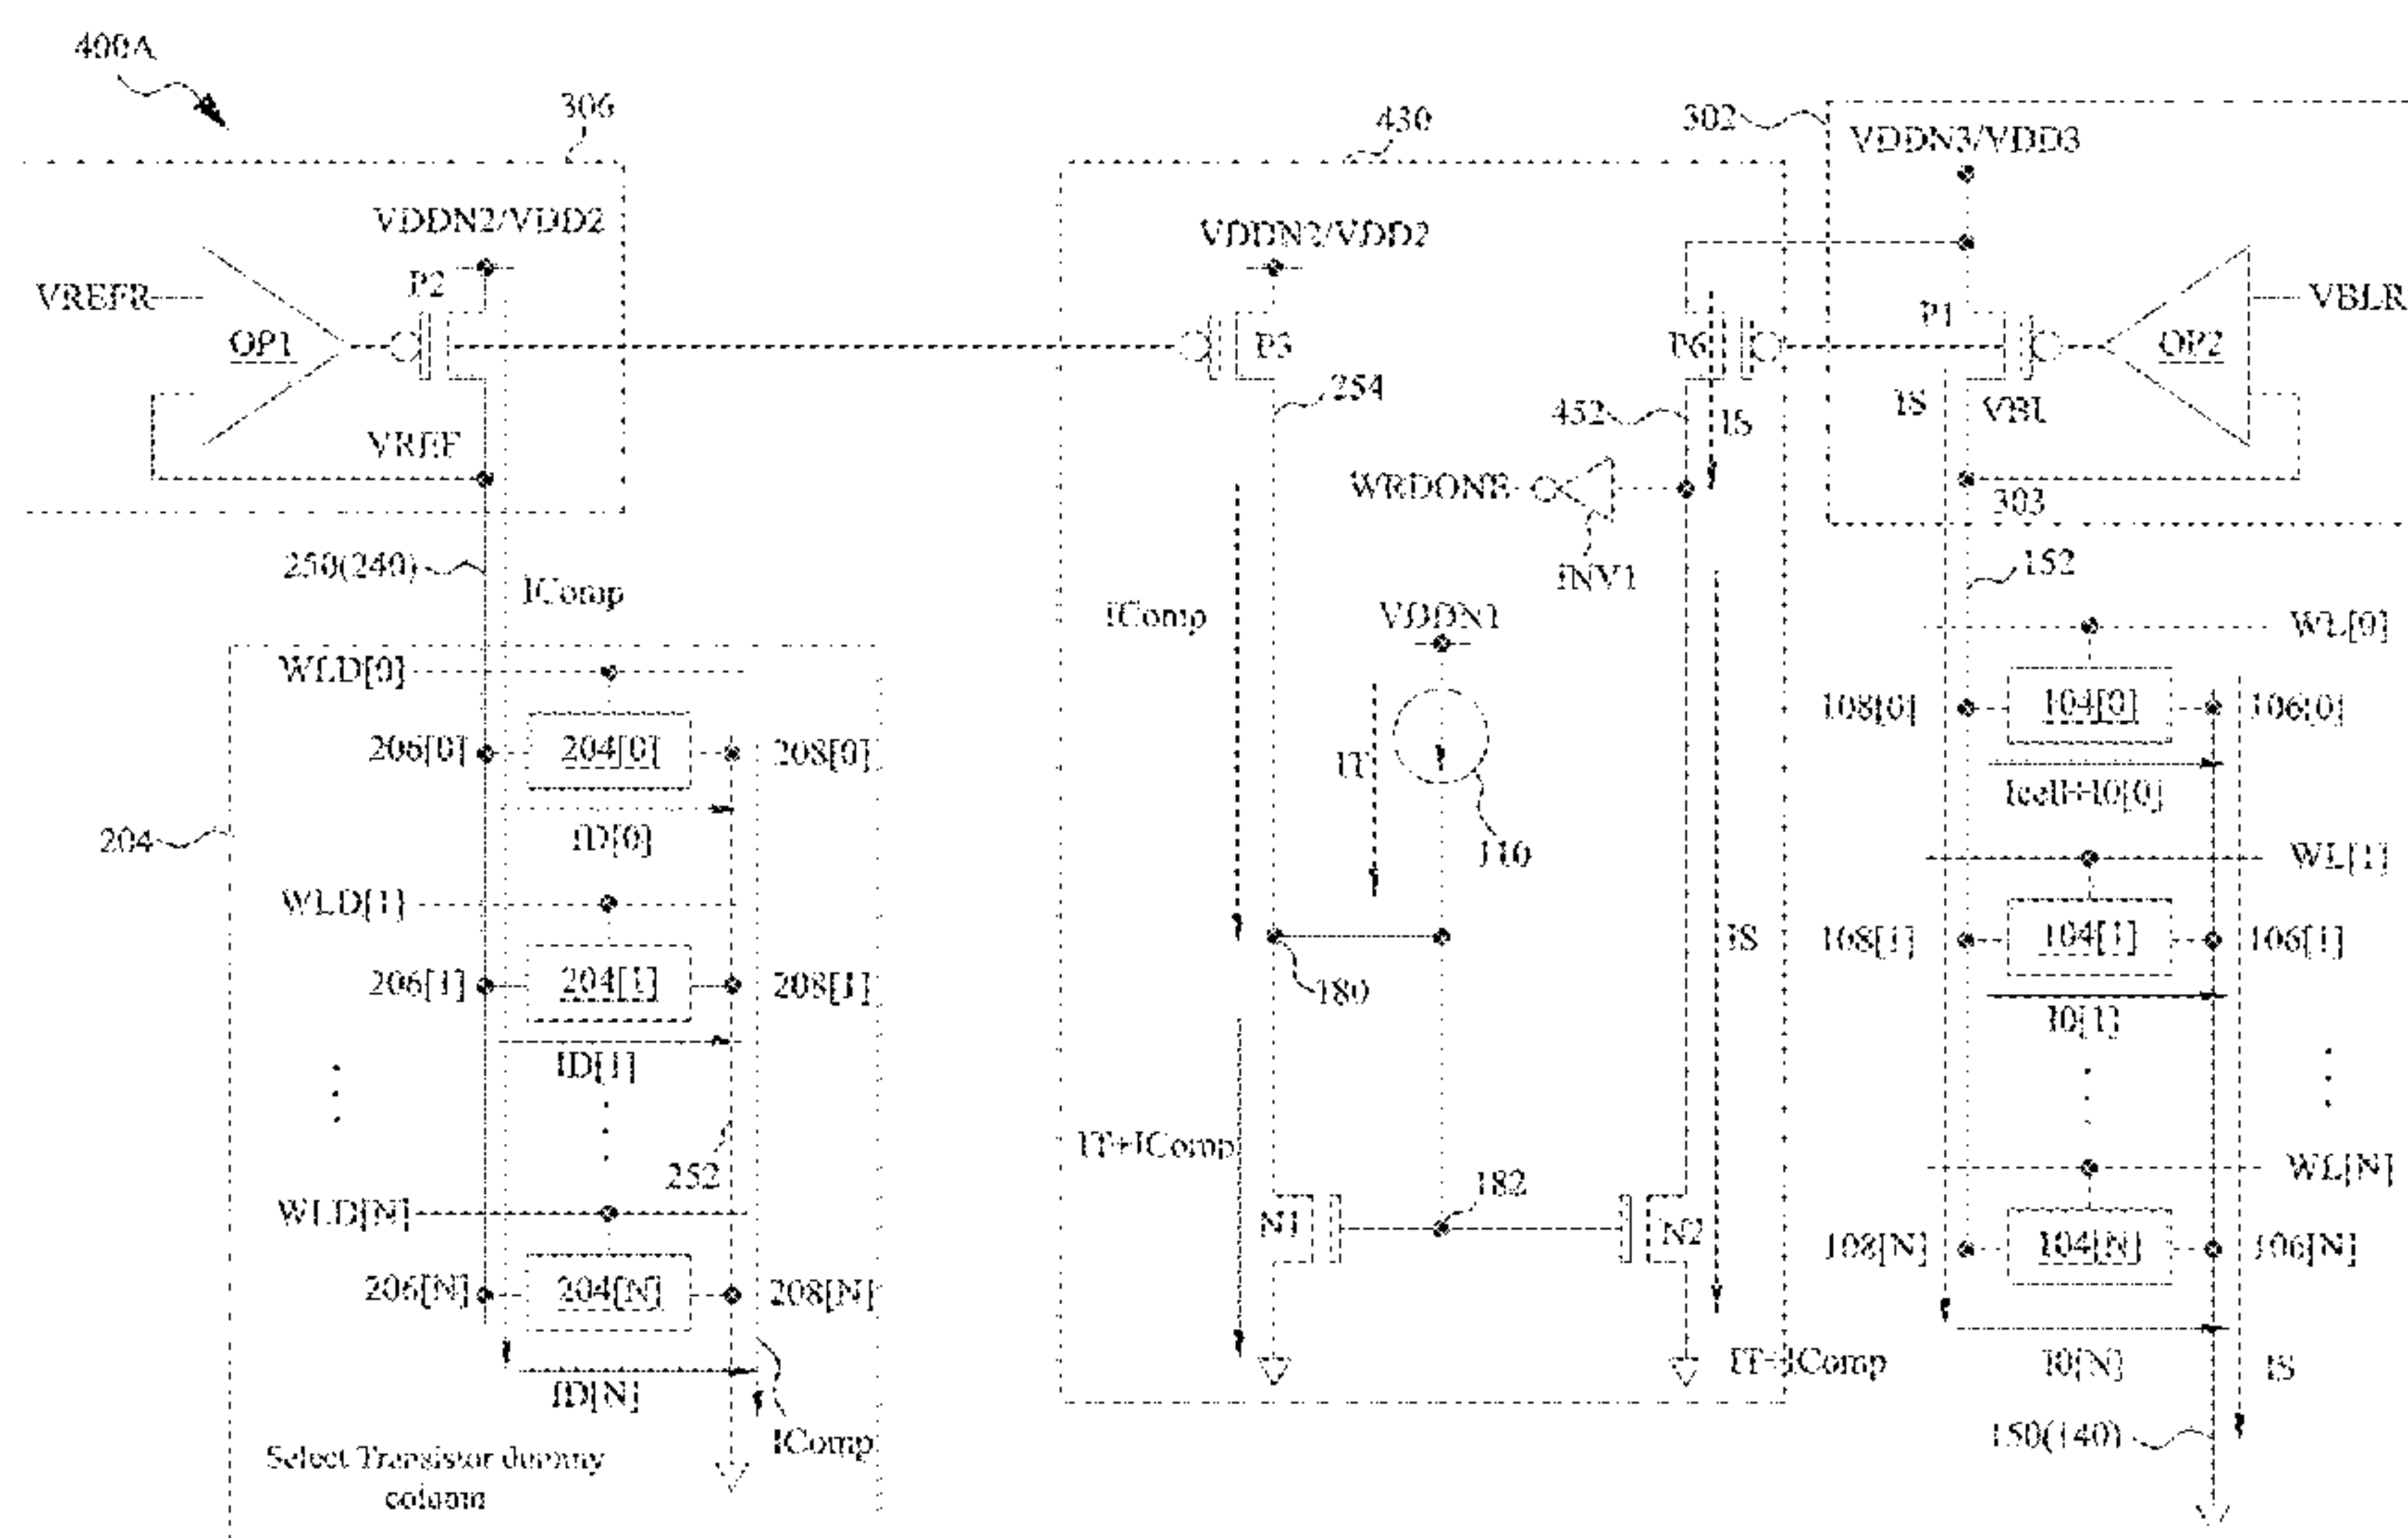 400A
306
430
302
VDDN3/VDD3
VDDN2/VDD2
VDDN2/VDD2
P2
VREFR
OP1
P3
P6
P1
VBLR
OP2
254
452
IS
IS
VBL
VREF
WRDONEB
303
INV1
250(240)
IComp
152
IComp
VDDN1
WL[0]
WLD[0]
108[0]
104[0]
106[0]
206[0]
204[0]
208[0]
IT
Icell+I0[0]
204
ID[0]
110
WL[1]
WLD[1]
108[1]
104[1]
106[1]
IS
206[1]
204[1]
208[1]
180
I0[1]
ID[1]
IT+IComp
252
182
WL[N]
WLD[N]
N1
N2
108[N]
104[N]
106[N]
206[N]
204[N]
208[N]
IT+IComp
I0[N]
IS
ID[N]
IComp
150(140)
Select Transistor dummy
column